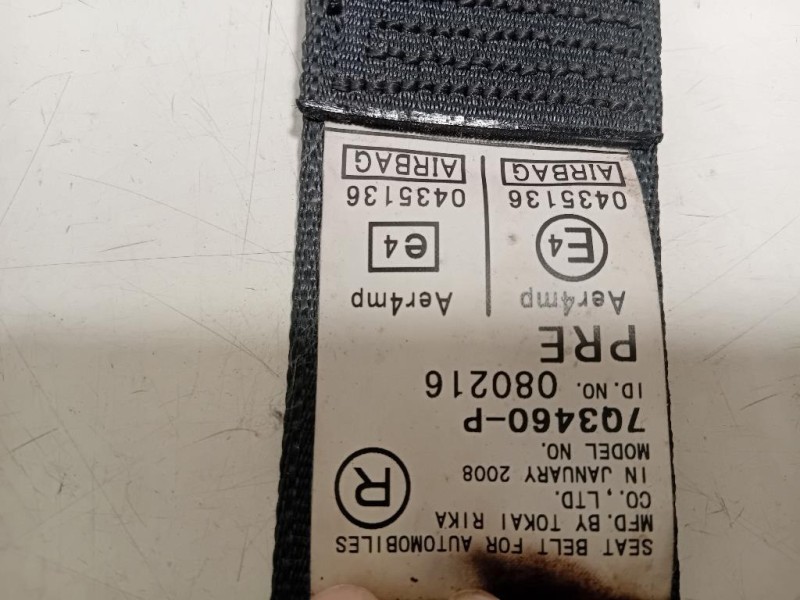 SEAT BELT FOR AUTOMOBILES
MFD. BY TOKAI RIKA
CO., LTD.
IN JANUARY 2008
R
MODEL NO.
7Q3460-P
ID. NO. 080216
PRE
Aer4mp
E4
0435136
AIRBAG
Aer4mp
e4
0435136
AIRBAG